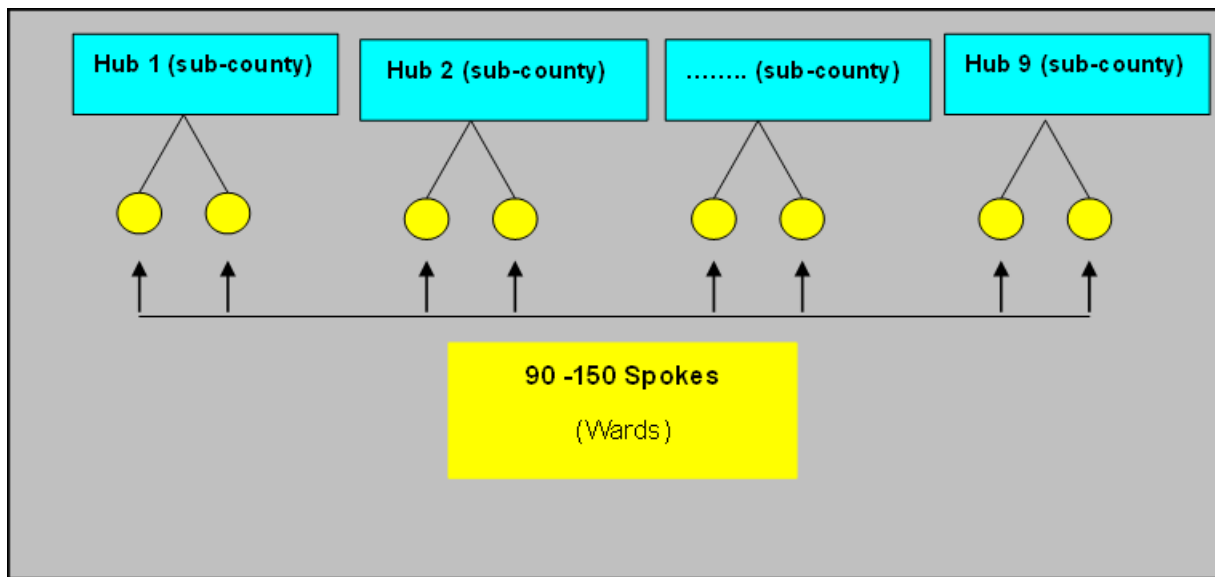 Hub 1 (sub-county)
Hub 2 (sub-county)
........ (sub-county)
Hub 9 (sub-county)
90 -150 Spokes
(Wards)